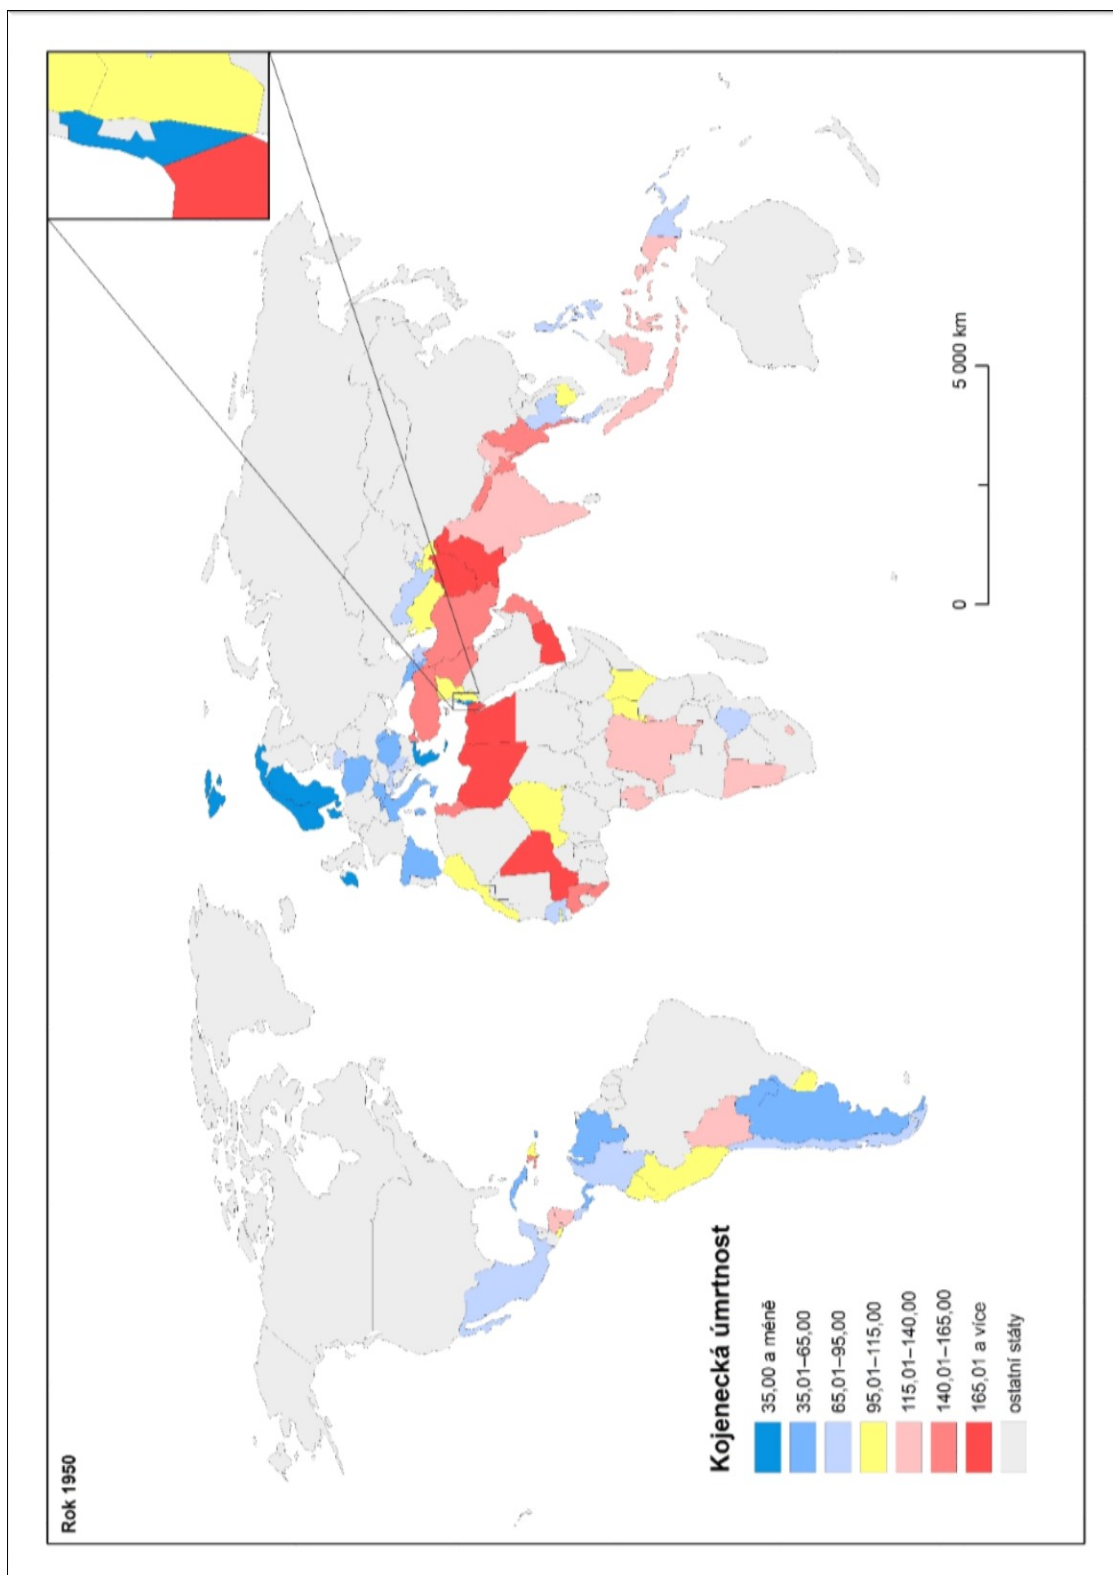 Rok 1950
Kojenecká úmrtnost
35,00 a méně
35,01–65,00
65,01–95,00
95,01–115,00
115,01–140,00
140,01–165,00
165,01 a více
ostatní státy
0
5 000 km